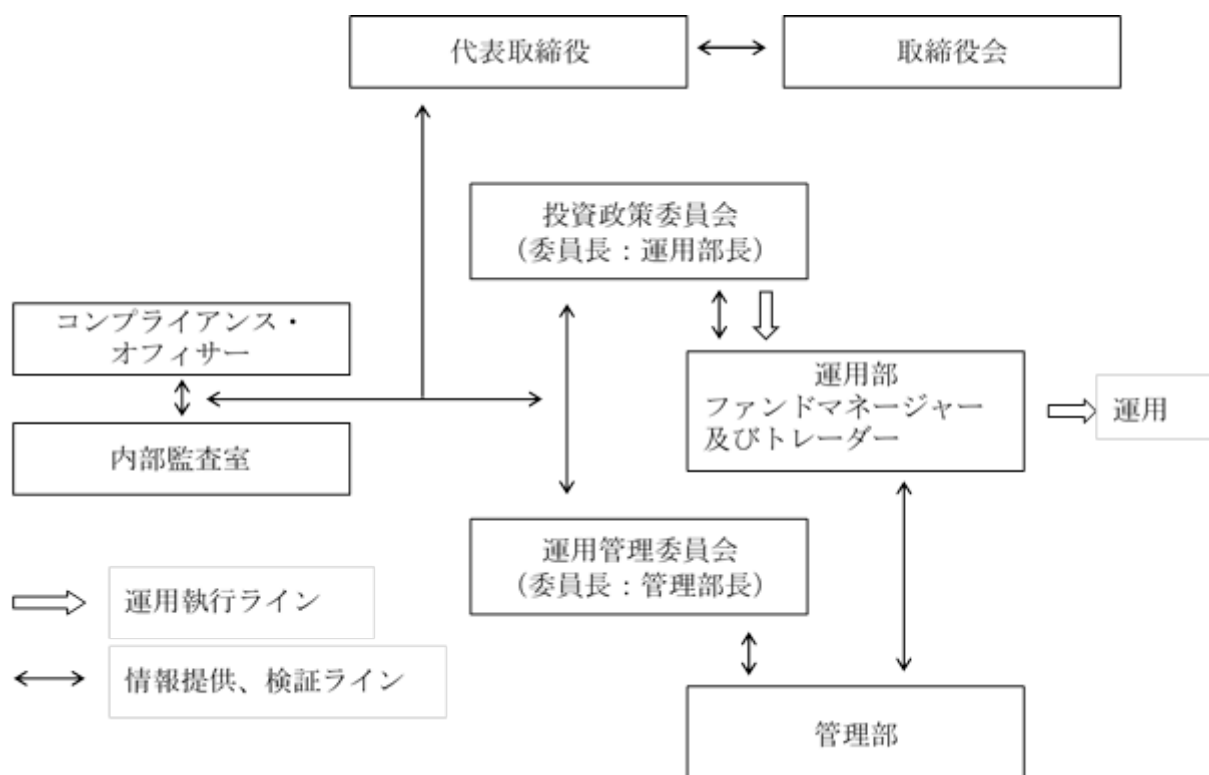 代表取締役
取締役会
投資政策委員会
（委員長：運用部長）
コンプライアンス・
オフィサー
運用部
ファンドマネージャー
及びトレーダー
運用
内部監査室
運用管理委員会
（委員長：管理部長）
運用執行ライン
情報提供、検証ライン
管理部